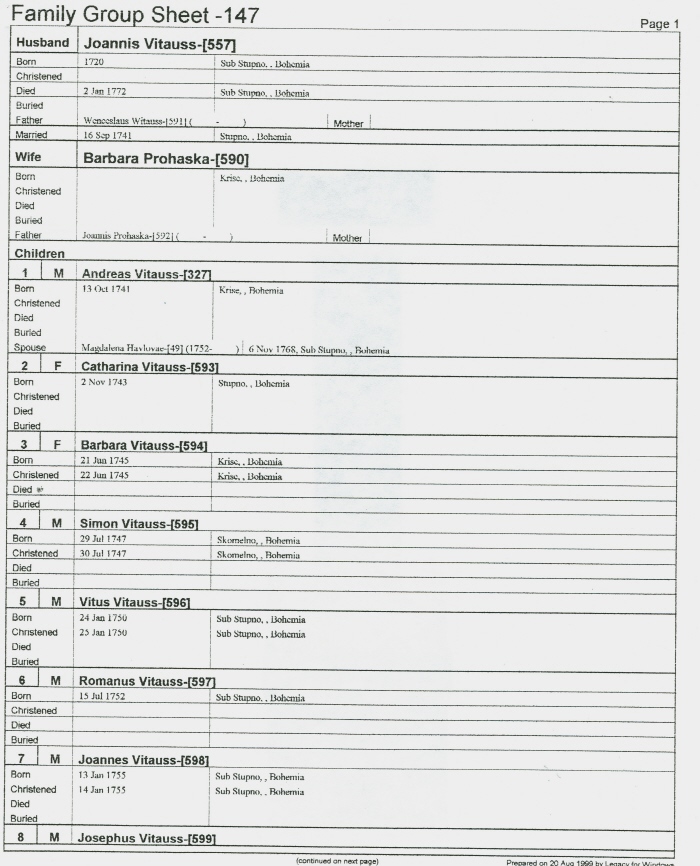 Family Group Sheet -147
Page 1
Husband Joannis Vitauss-[557]
Born 1720 Sub Stupno, , Bohemia
Christened
Died 2 Jan 1772 Sub Stupno, , Bohemia
Buried
Father Wenceslaus Witauss-[591] ( - ) Mother
Married 16 Sep 1741 Stupno, , Bohemia
Wife Barbara Prohaska-[590]
Born Krise, , Bohemia
Christened
Died
Buried
Father Joannis Prohaska-[592] ( - ) Mother
Children
1 M Andreas Vitauss-[327]
Born 13 Oct 1741 Krise, , Bohemia
Christened
Died
Buried
Spouse Magdalena Havlovae-[49] (1752- ) 6 Nov 1768, Sub Stupno, , Bohemia
2 F Catharina Vitauss-[593]
Born 2 Nov 1743 Stupno, , Bohemia
Christened
Died
Buried
3 F Barbara Vitauss-[594]
Born 21 Jun 1745 Krise, , Bohemia
Christened 22 Jun 1745 Krise, , Bohemia
Died
Buried
4 M Simon Vitauss-[595]
Born 29 Jul 1747 Skomelno, , Bohemia
Christened 30 Jul 1747 Skomelno, , Bohemia
Died
Buried
5 M Vitus Vitauss-[596]
Born 24 Jan 1750 Sub Stupno, , Bohemia
Christened 25 Jan 1750 Sub Stupno, , Bohemia
Died
Buried
6 M Romanus Vitauss-[597]
Born 15 Jul 1752 Sub Stupno, , Bohemia
Christened
Died
Buried
7 M Joannes Vitauss-[598]
Born 13 Jan 1755 Sub Stupno, , Bohemia
Christened 14 Jan 1755 Sub Stupno, , Bohemia
Died
Buried
8 M Josephus Vitauss-[599]
(continued on next page)
Prepared on 20 Aug 1999 by Legacy for Windows